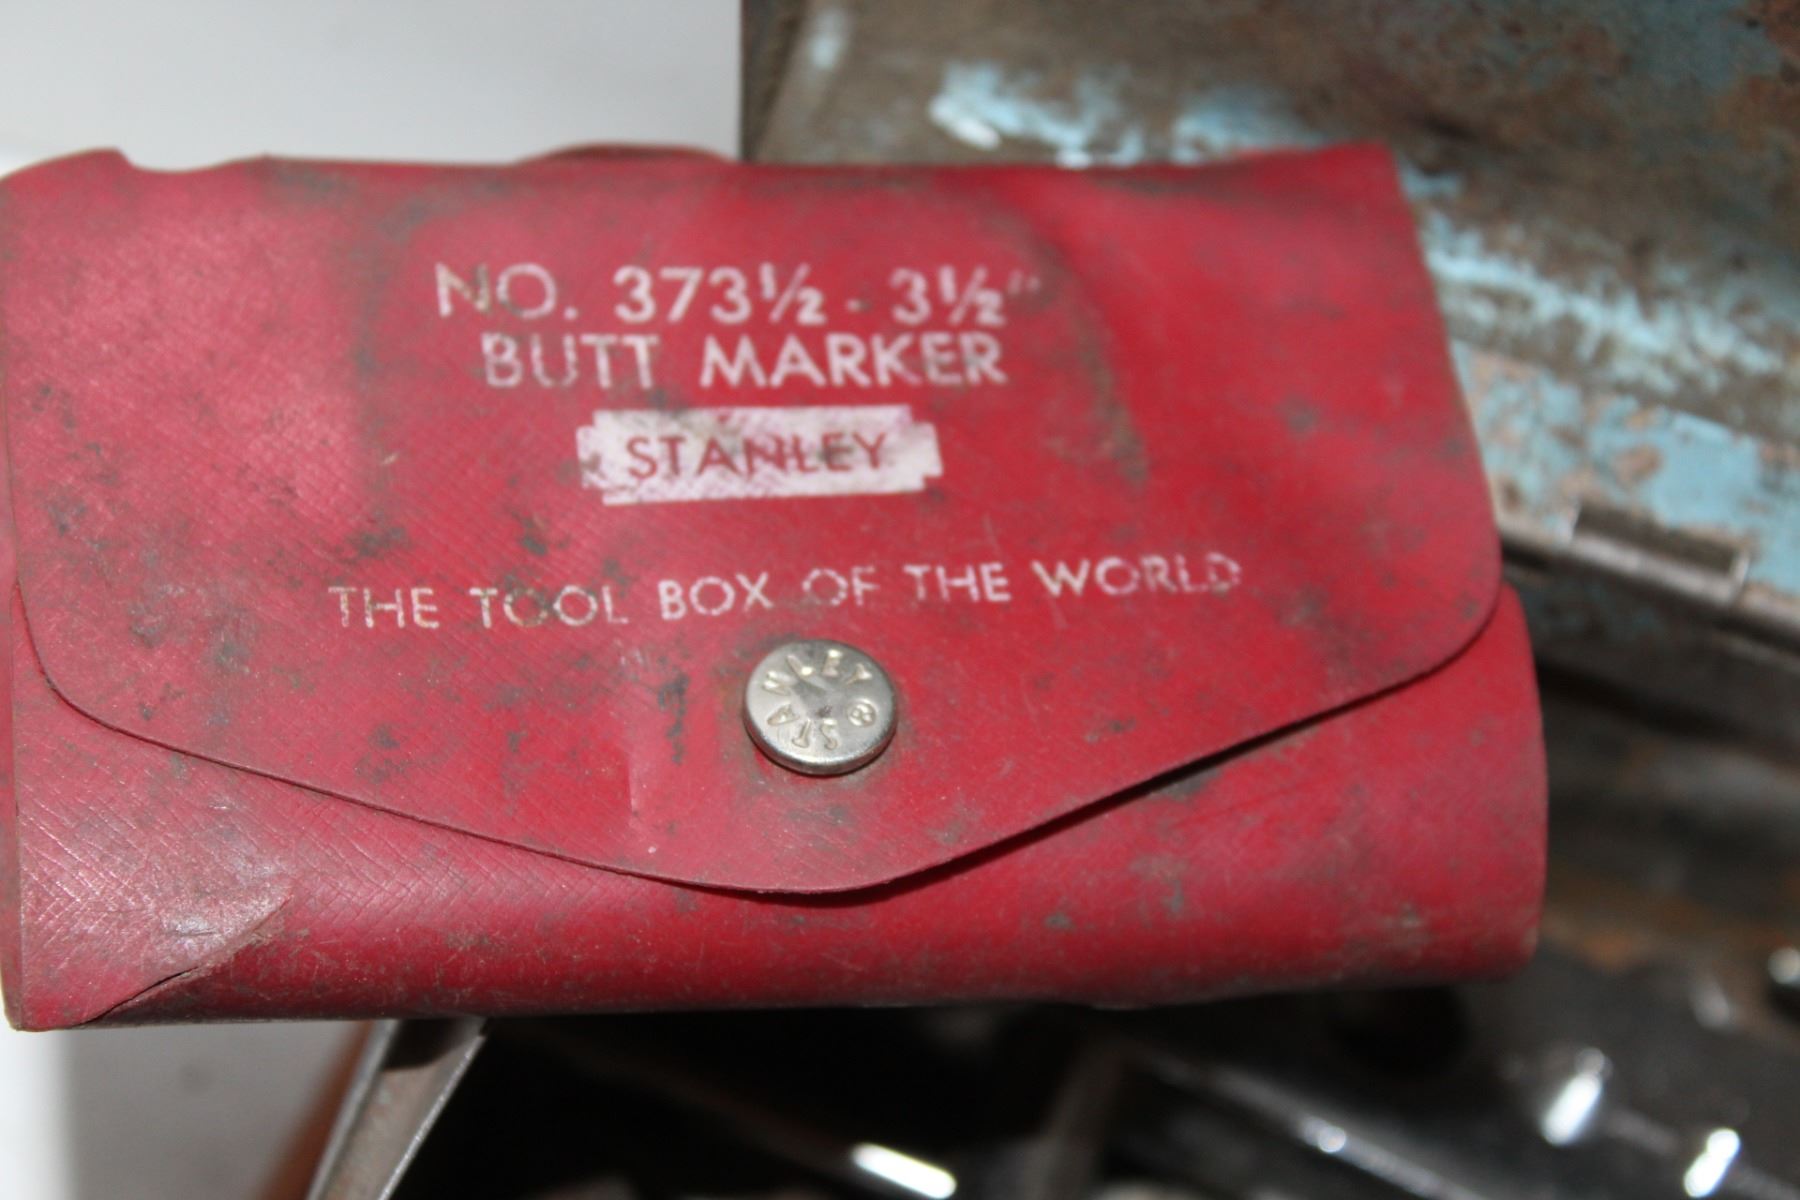 NO. 373½ - 3½"
BUTT MARKER
STANLEY
THE TOOL BOX OF THE WORLD
STANLEY ®